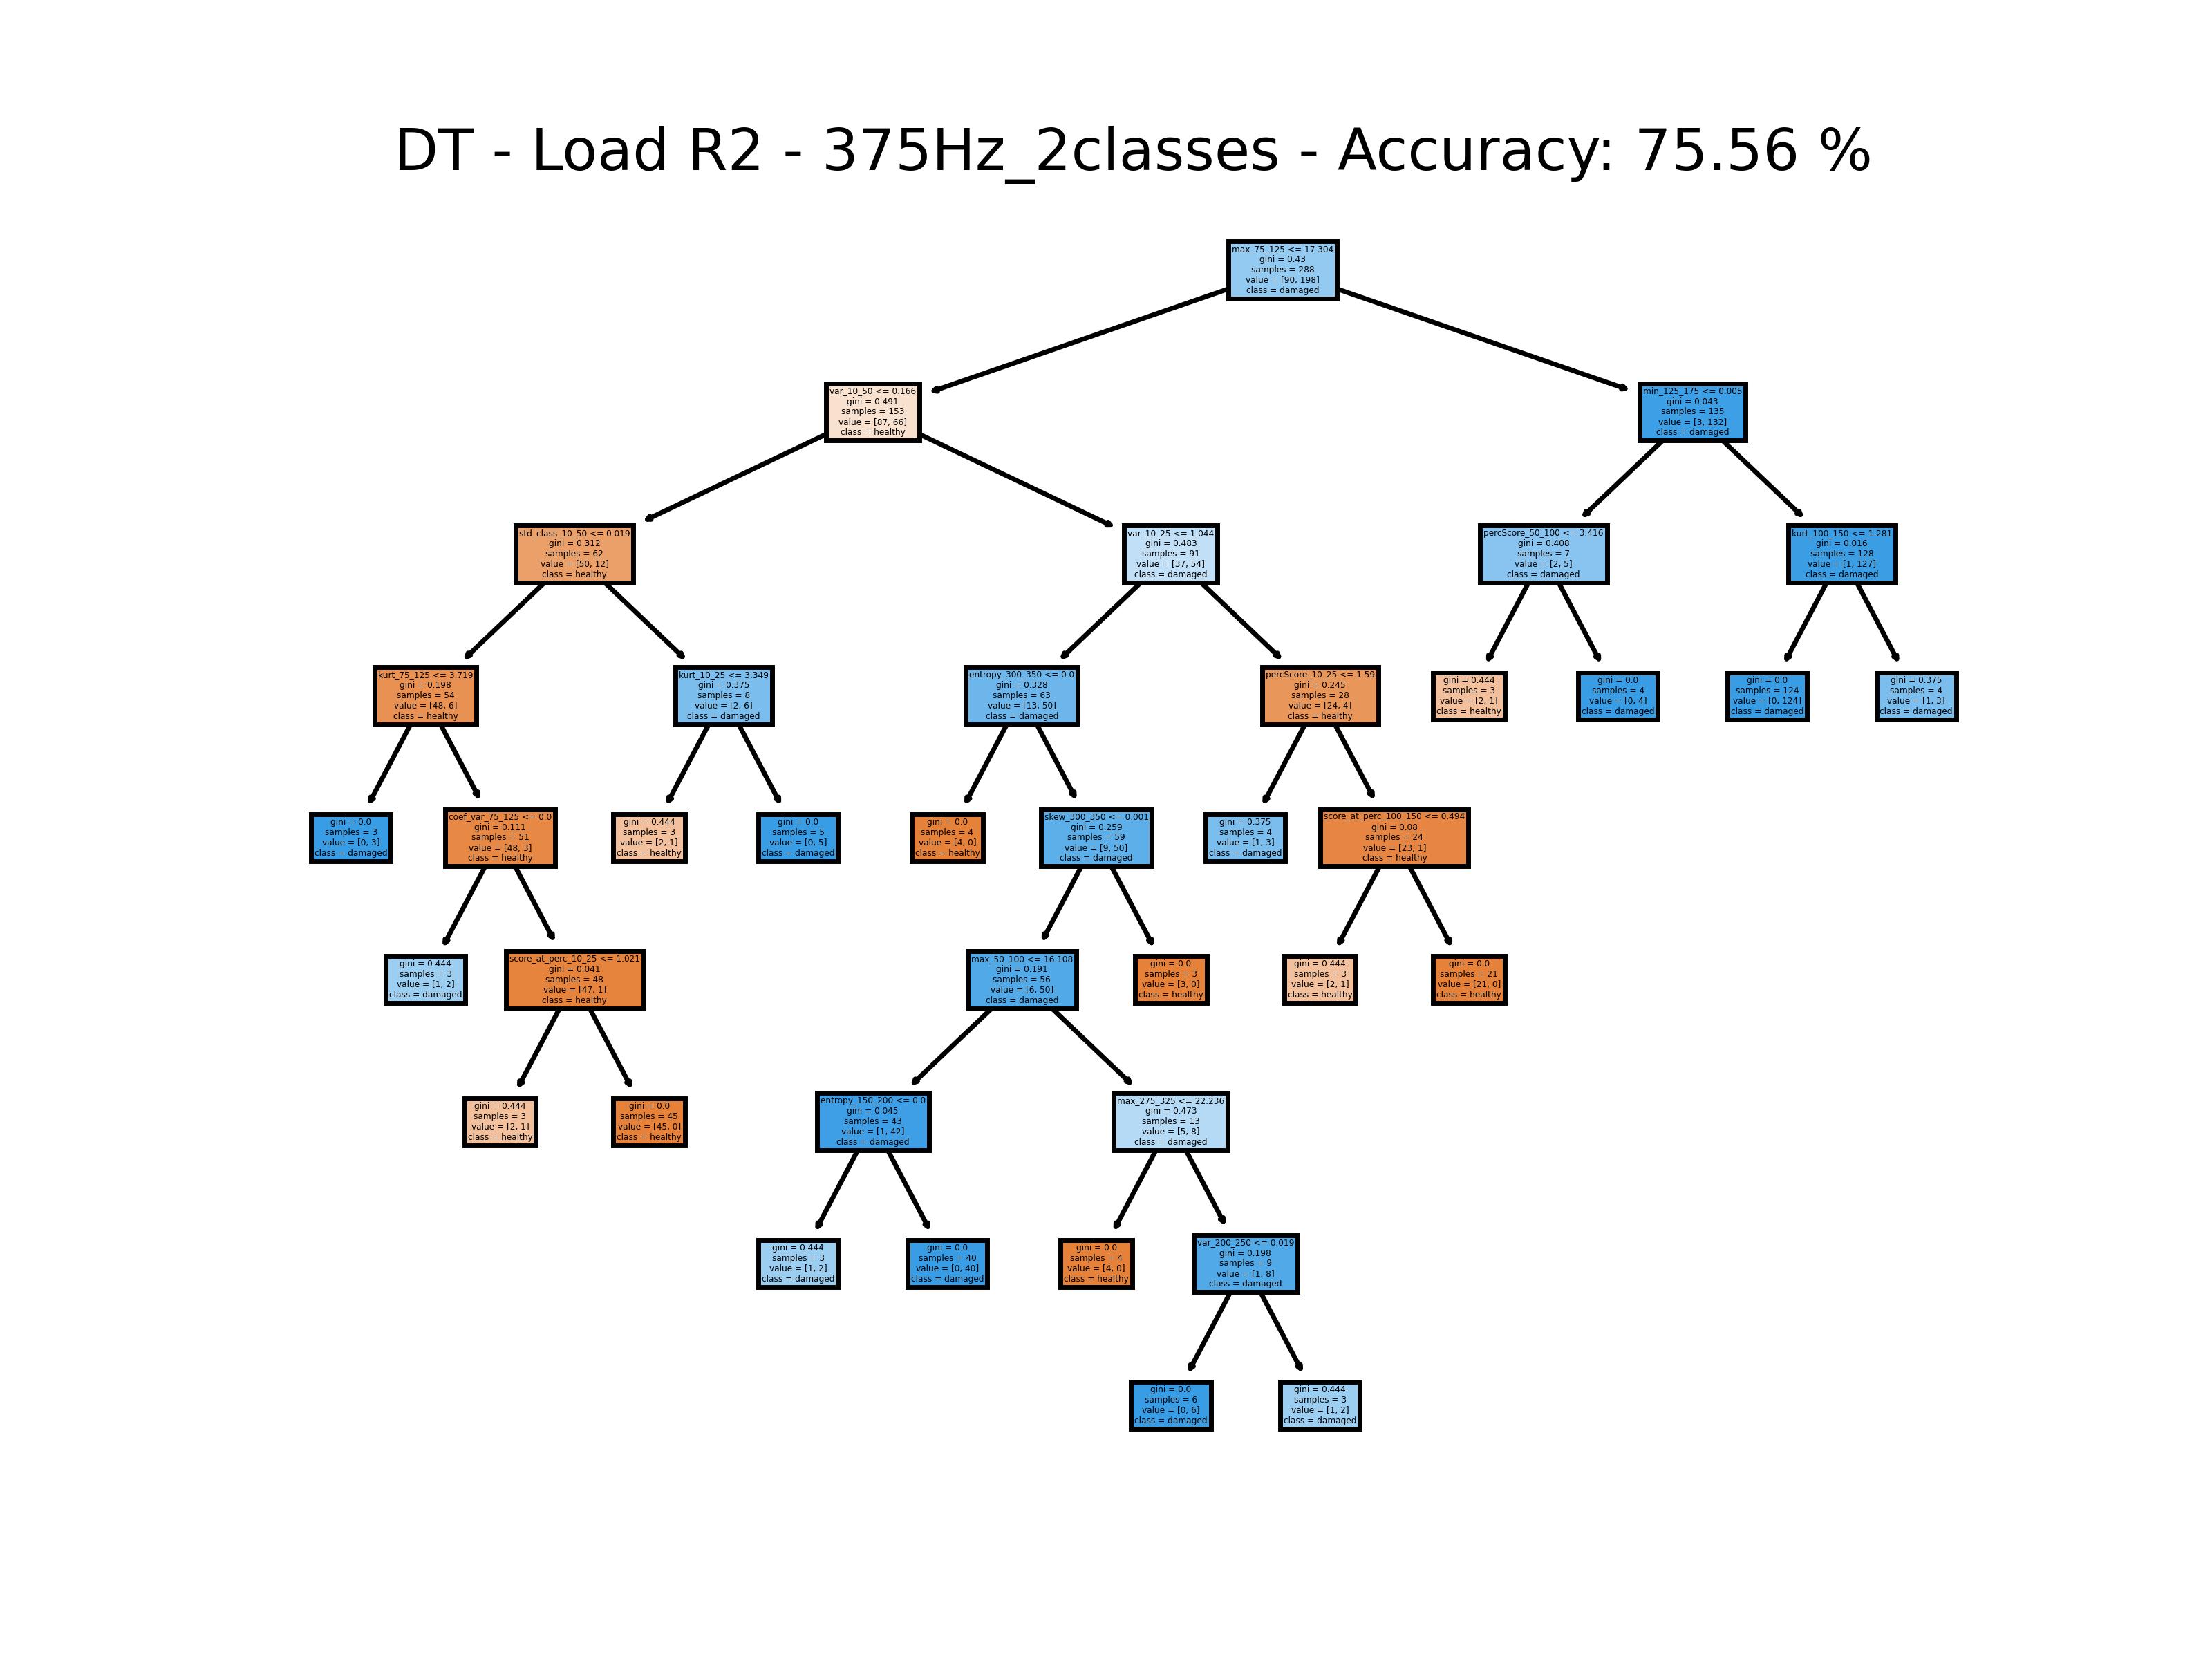 DT - Load R2 - 375Hz_2classes - Accuracy: 75.56 %
max_75_125 <= 17.304
gini = 0.43
samples = 288
value = [90, 198]
class = damaged
var_10_50 <= 0.166
gini = 0.491
samples = 153
value = [87, 66]
class = healthy
min_125_175 <= 0.005
gini = 0.043
samples = 135
value = [3, 132]
class = damaged
std_class_10_50 <= 0.019
gini = 0.312
samples = 62
value = [50, 12]
class = healthy
var_10_25 <= 1.044
gini = 0.483
samples = 91
value = [37, 54]
class = damaged
percScore_50_100 <= 3.416
gini = 0.408
samples = 7
value = [2, 5]
class = damaged
kurt_100_150 <= 1.281
gini = 0.016
samples = 128
value = [1, 127]
class = damaged
kurt_75_125 <= 3.719
gini = 0.198
samples = 54
value = [48, 6]
class = healthy
kurt_10_25 <= 3.349
gini = 0.375
samples = 8
value = [2, 6]
class = damaged
entropy_300_350 <= 0.0
gini = 0.328
samples = 63
value = [13, 50]
class = damaged
percScore_10_25 <= 1.59
gini = 0.245
samples = 28
value = [24, 4]
class = healthy
gini = 0.444
samples = 3
value = [2, 1]
class = healthy
gini = 0.0
samples = 4
value = [0, 4]
class = damaged
gini = 0.0
samples = 124
value = [0, 124]
class = damaged
gini = 0.375
samples = 4
value = [1, 3]
class = damaged
gini = 0.0
samples = 3
value = [0, 3]
class = damaged
coef_var_75_125 <= 0.0
gini = 0.111
samples = 51
value = [48, 3]
class = healthy
gini = 0.444
samples = 3
value = [2, 1]
class = healthy
gini = 0.0
samples = 5
value = [0, 5]
class = damaged
gini = 0.0
samples = 4
value = [4, 0]
class = healthy
skew_300_350 <= 0.001
gini = 0.259
samples = 59
value = [9, 50]
class = damaged
gini = 0.375
samples = 4
value = [1, 3]
class = damaged
score_at_perc_100_150 <= 0.494
gini = 0.08
samples = 24
value = [23, 1]
class = healthy
gini = 0.444
samples = 3
value = [1, 2]
class = damaged
score_at_perc_10_25 <= 1.021
gini = 0.041
samples = 48
value = [47, 1]
class = healthy
max_50_100 <= 16.108
gini = 0.191
samples = 56
value = [6, 50]
class = damaged
gini = 0.0
samples = 3
value = [3, 0]
class = healthy
gini = 0.444
samples = 3
value = [2, 1]
class = healthy
gini = 0.0
samples = 21
value = [21, 0]
class = healthy
gini = 0.444
samples = 3
value = [2, 1]
class = healthy
gini = 0.0
samples = 45
value = [45, 0]
class = healthy
entropy_150_200 <= 0.0
gini = 0.045
samples = 43
value = [1, 42]
class = damaged
max_275_325 <= 22.236
gini = 0.473
samples = 13
value = [5, 8]
class = damaged
gini = 0.444
samples = 3
value = [1, 2]
class = damaged
gini = 0.0
samples = 40
value = [0, 40]
class = damaged
gini = 0.0
samples = 4
value = [4, 0]
class = healthy
var_200_250 <= 0.019
gini = 0.198
samples = 9
value = [1, 8]
class = damaged
gini = 0.0
samples = 6
value = [0, 6]
class = damaged
gini = 0.444
samples = 3
value = [1, 2]
class = damaged